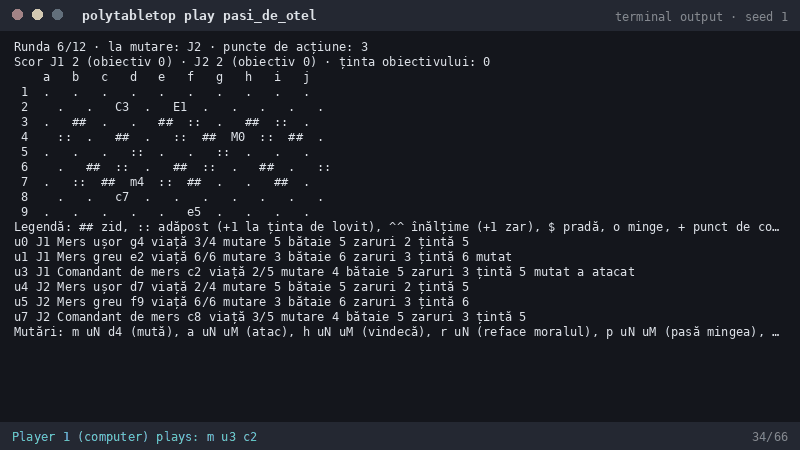 polytabletop play pasi_de_otel
terminal output · seed 1
Runda 6/12 · la mutare: J2 · puncte de acțiune: 3
Scor J1 2 (obiectiv 0) · J2 2 (obiectiv 0) · ținta obiectivului: 0
a b c d e f g h i j
1 . . . . . . . . . .
2 . . C3 . E1 . . . . .
3 . ## . . ## :: . ## :: .
4 :: . ## . :: ## M0 :: ## .
5 . . . :: . . :: . . .
6 . ## :: . ## :: . ## . ::
7 . :: ## m4 :: ## . . ## .
8 . . c7 . . . . . . .
9 . . . . . e5 . . . .
Legendă: ## zid, :: adăpost (+1 la ținta de lovit), ^^ înălțime (+1 zar), $ pradă, o minge, + punct de co…
u0 J1 Mers ușor g4 viață 3/4 mutare 5 bătaie 5 zaruri 2 țintă 5
u1 J1 Mers greu e2 viață 6/6 mutare 3 bătaie 6 zaruri 3 țintă 6 mutat
u3 J1 Comandant de mers c2 viață 2/5 mutare 4 bătaie 5 zaruri 3 țintă 5 mutat a atacat
u4 J2 Mers ușor d7 viață 2/4 mutare 5 bătaie 5 zaruri 2 țintă 5
u5 J2 Mers greu f9 viață 6/6 mutare 3 bătaie 6 zaruri 3 țintă 6
u7 J2 Comandant de mers c8 viață 3/5 mutare 4 bătaie 5 zaruri 3 țintă 5
Mutări: m uN d4 (mută), a uN uM (atac), h uN uM (vindecă), r uN (reface moralul), p uN uM (pasă mingea), …
Player 1 (computer) plays: m u3 c2
34/66